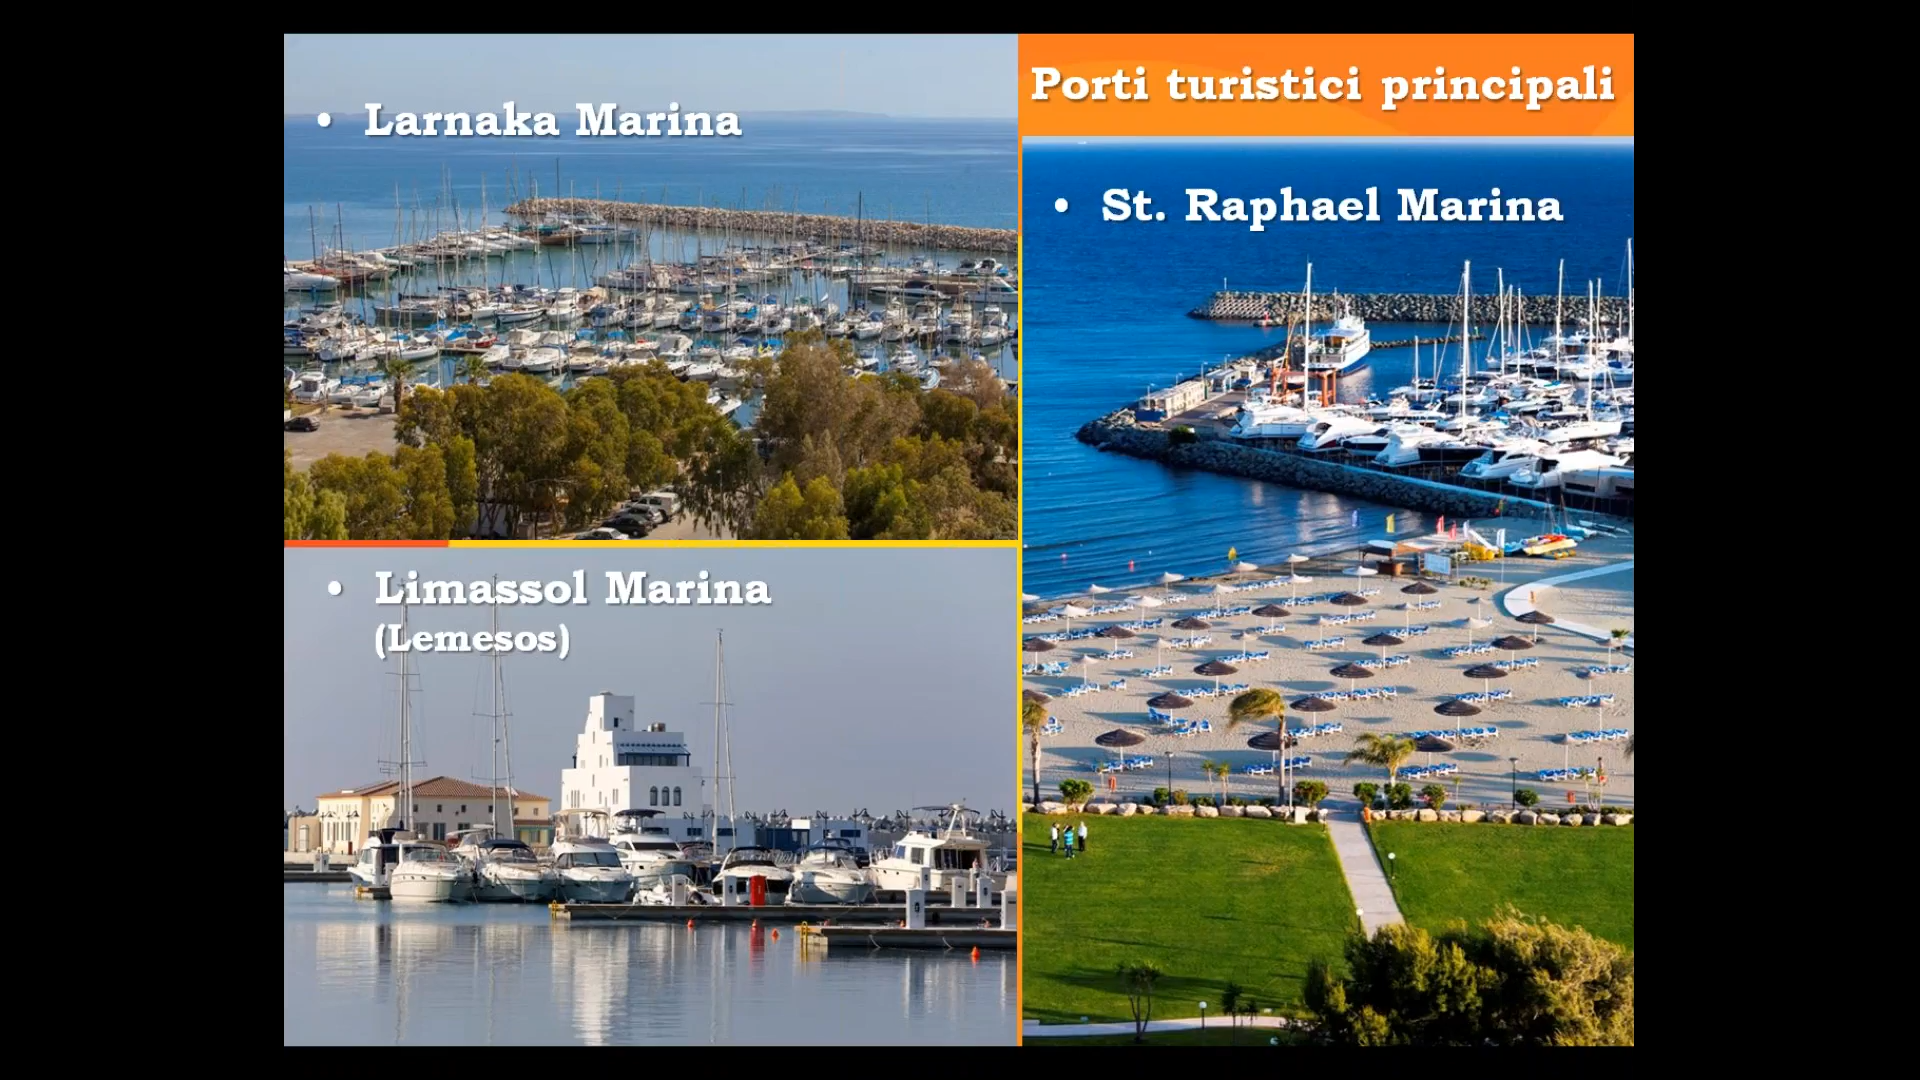 Porti turistici principali
• Larnaka Marina
• St. Raphael Marina
• Limassol Marina
(Lemesos)